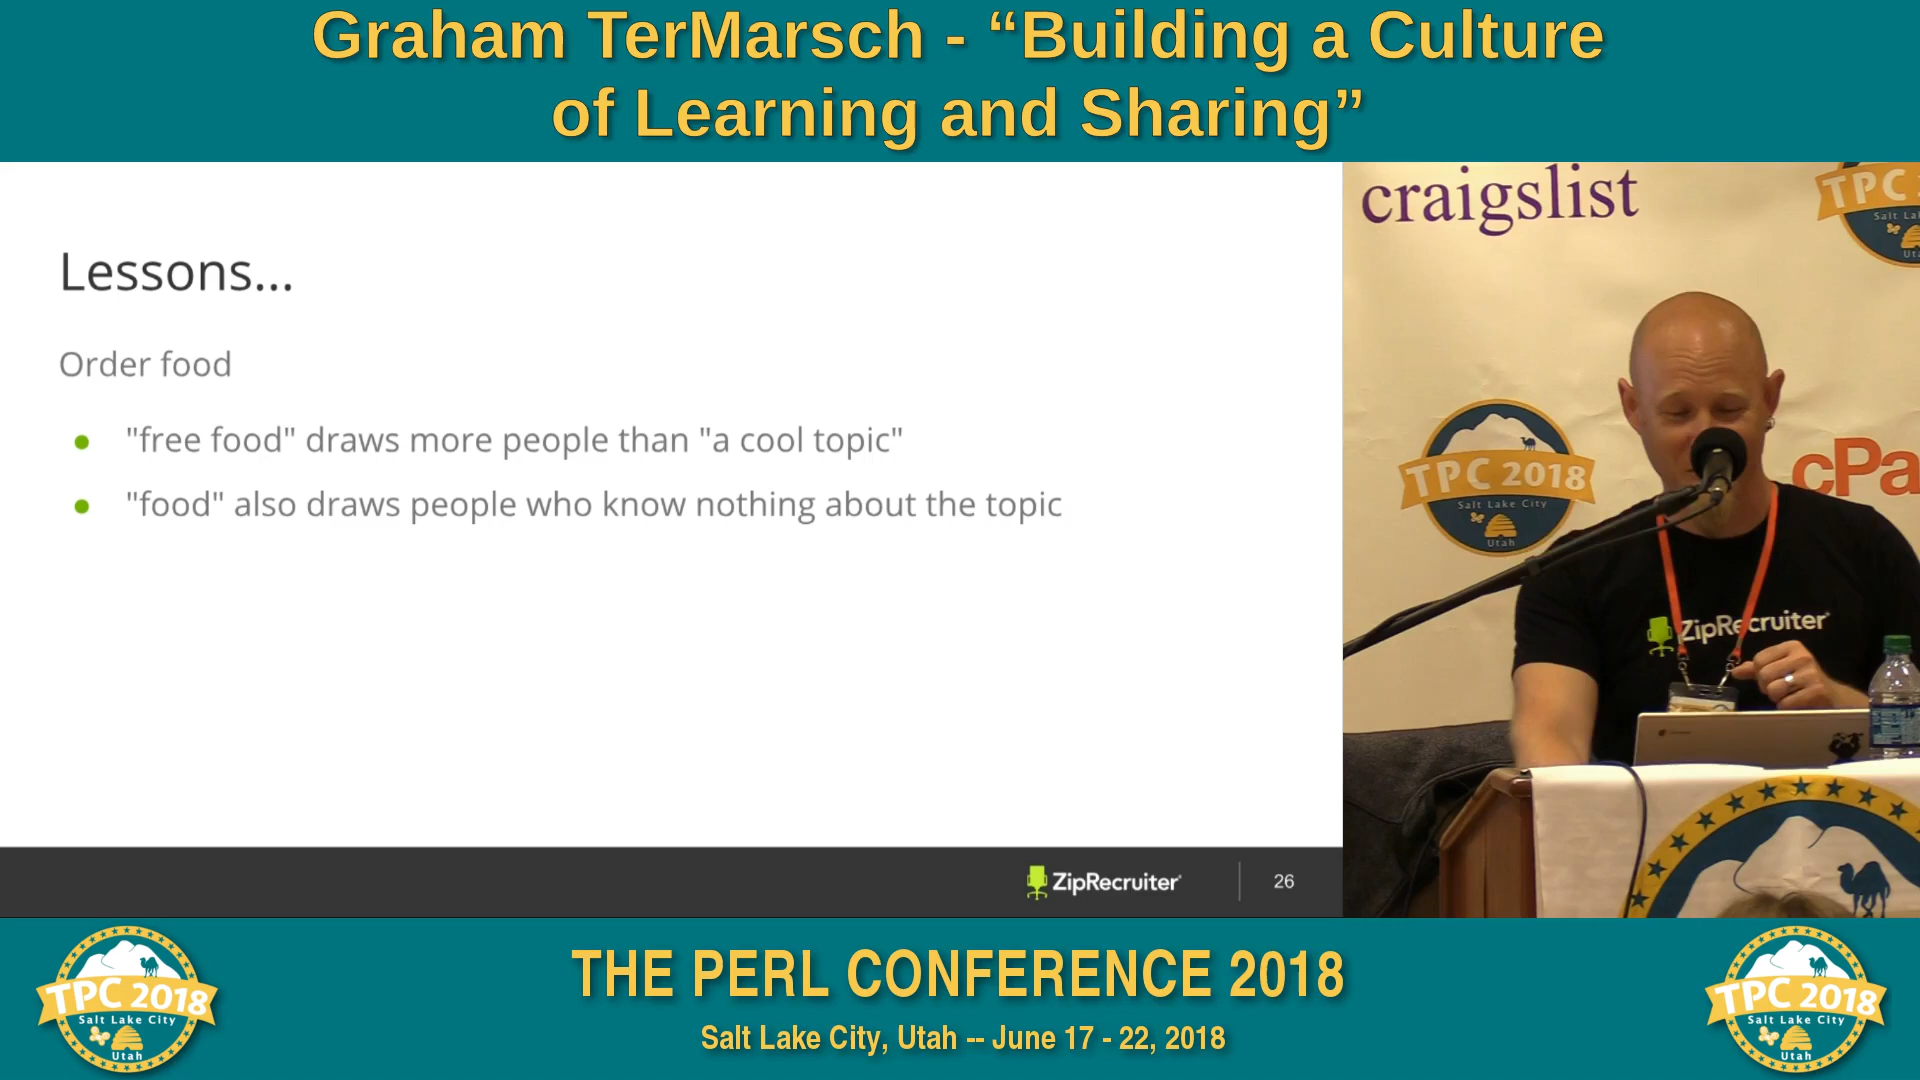 Graham TerMarsch - “Building a Culture
of Learning and Sharing”
craigslist
TPC
Salt
Lessons...
Order food
"free food" draws more people than "a cool topic"
"food" also draws people who know nothing about the topic
TPC 2018
Salt Lake City
Utah
ZipRecruiter
ZipRecruiter
26
TPC 2018
Salt Lake City
Utah
THE PERL CONFERENCE 2018
Salt Lake City, Utah -- June 17 - 22, 2018
TPC 2018
Salt Lake City
Utah